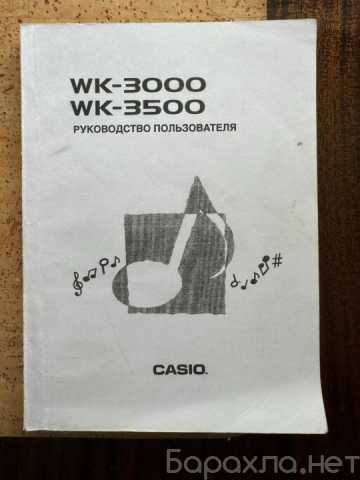 WK-3000
WK-3500
РУКОВОДСТВО ПОЛЬЗОВАТЕЛЯ
CASIO.
Барахла.нет